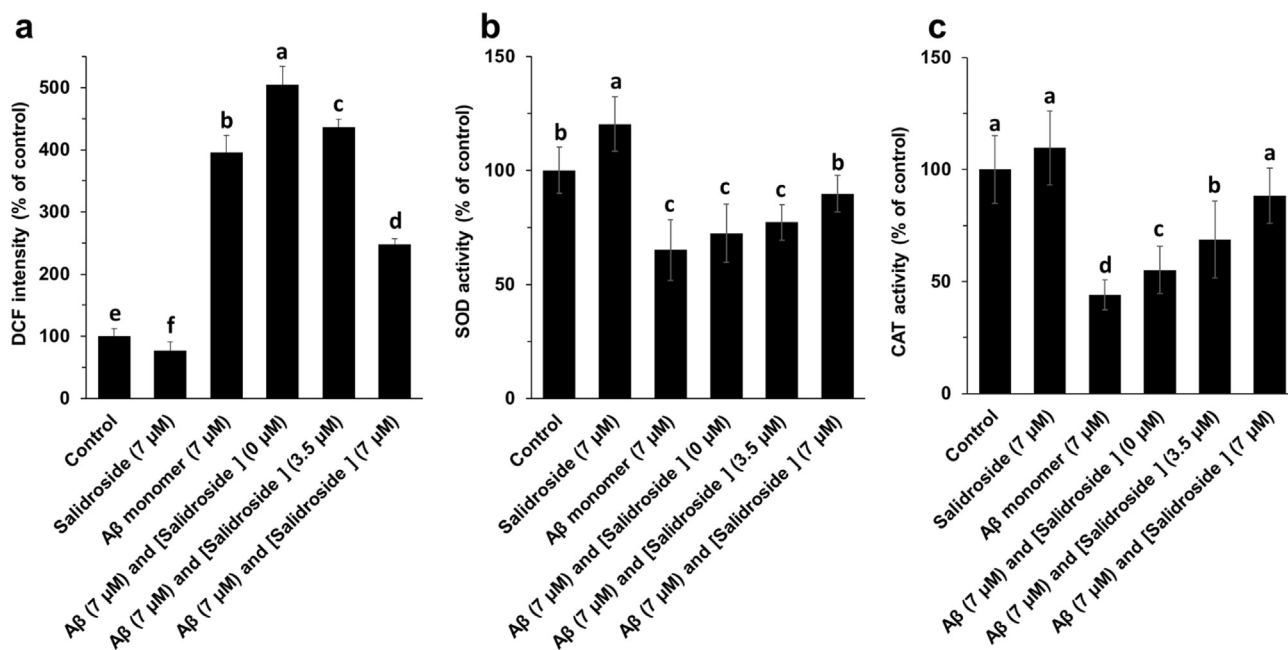 a
DCF intensity (% of control)
500
400
300
200
100
0
e
f
b
a
c
d
Control
Salidroside (7 μM)
Aβ monomer (7 μM)
Aβ (7 μM) and [Salidroside ] (0 μM)
Aβ (7 μM) and [Salidroside ] (3.5 μM)
Aβ (7 μM) and [Salidroside ] (7 μM)
b
SOD activity (% of control)
150
100
50
0
b
a
c
c
c
b
Control
Salidroside (7 μM)
Aβ monomer (7 μM)
Aβ (7 μM) and [Salidroside ] (0 μM)
Aβ (7 μM) and [Salidroside ] (3.5 μM)
Aβ (7 μM) and [Salidroside ] (7 μM)
c
CAT activity (% of control)
150
100
50
0
a
a
d
c
b
a
Control
Salidroside (7 μM)
Aβ monomer (7 μM)
Aβ (7 μM) and [Salidroside ] (0 μM)
Aβ (7 μM) and [Salidroside ] (3.5 μM)
Aβ (7 μM) and [Salidroside ] (7 μM)